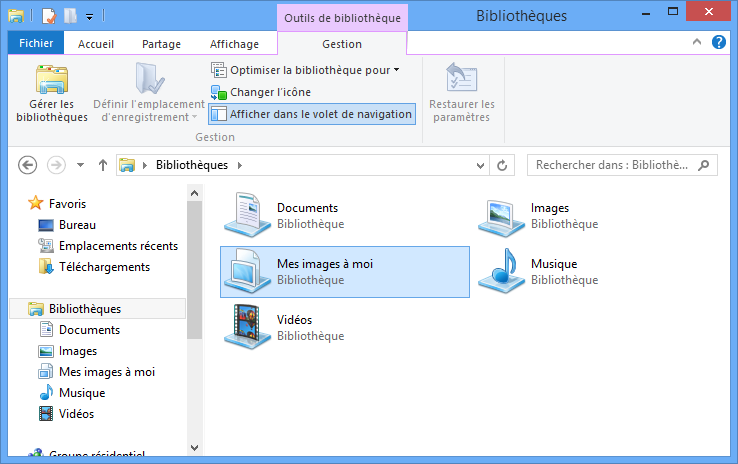 Outils de bibliothèque
Bibliothèques
Fichier
Accueil
Partage
Affichage
Gestion
Gérer les
bibliothèques
Définir l'emplacement
d'enregistrement
Optimiser la bibliothèque pour
Changer l'icône
Afficher dans le volet de navigation
Restaurer les
paramètres
Gestion
Bibliothèques
Rechercher dans : Biblioth...
Favoris
Bureau
Emplacements récents
Téléchargements
Bibliothèques
Documents
Images
Mes images à moi
Musique
Vidéos
Groupe résidentiel
Documents
Bibliothèque
Images
Bibliothèque
Mes images à moi
Bibliothèque
Musique
Bibliothèque
Vidéos
Bibliothèque